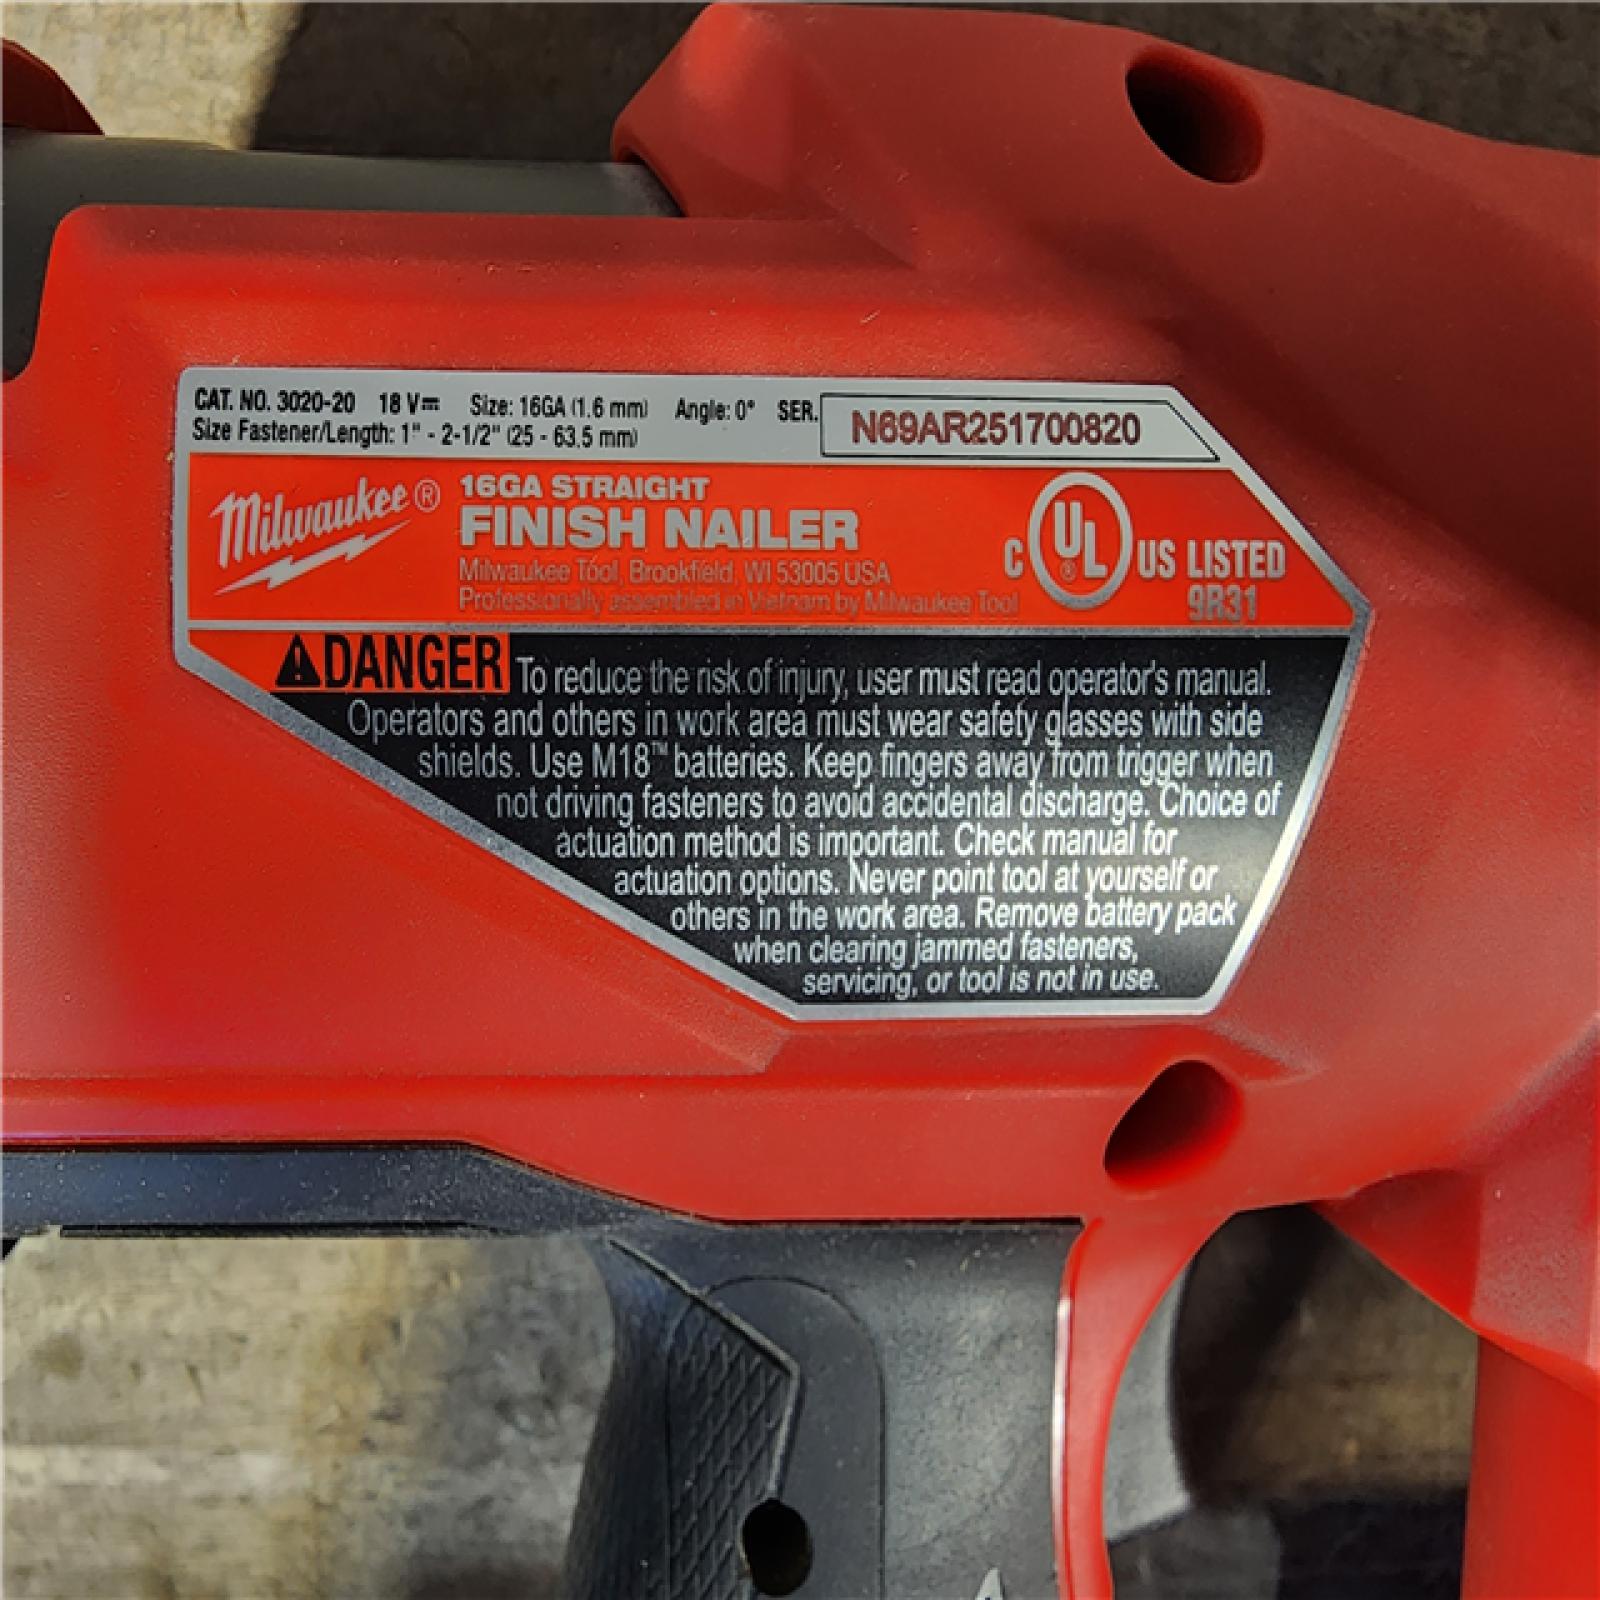 CAT. NO. 3020-20 18 V⎓ Size: 16GA (1.6 mm) Angle: 0° SER. N69AR251700820
Size Fastener/Length: 1" - 2-1/2" (25 - 63.5 mm)
Milwaukee®
16GA STRAIGHT
FINISH NAILER
Milwaukee Tool, Brookfield, WI 53005 USA
Professionally assembled in Vietnam by Milwaukee Tool
C UL® US LISTED
9R31
⚠DANGER To reduce the risk of injury, user must read operator's manual.
Operators and others in work area must wear safety glasses with side
shields. Use M18™ batteries. Keep fingers away from trigger when
not driving fasteners to avoid accidental discharge. Choice of
actuation method is important. Check manual for
actuation options. Never point tool at yourself or
others in the work area. Remove battery pack
when clearing jammed fasteners,
servicing, or tool is not in use.